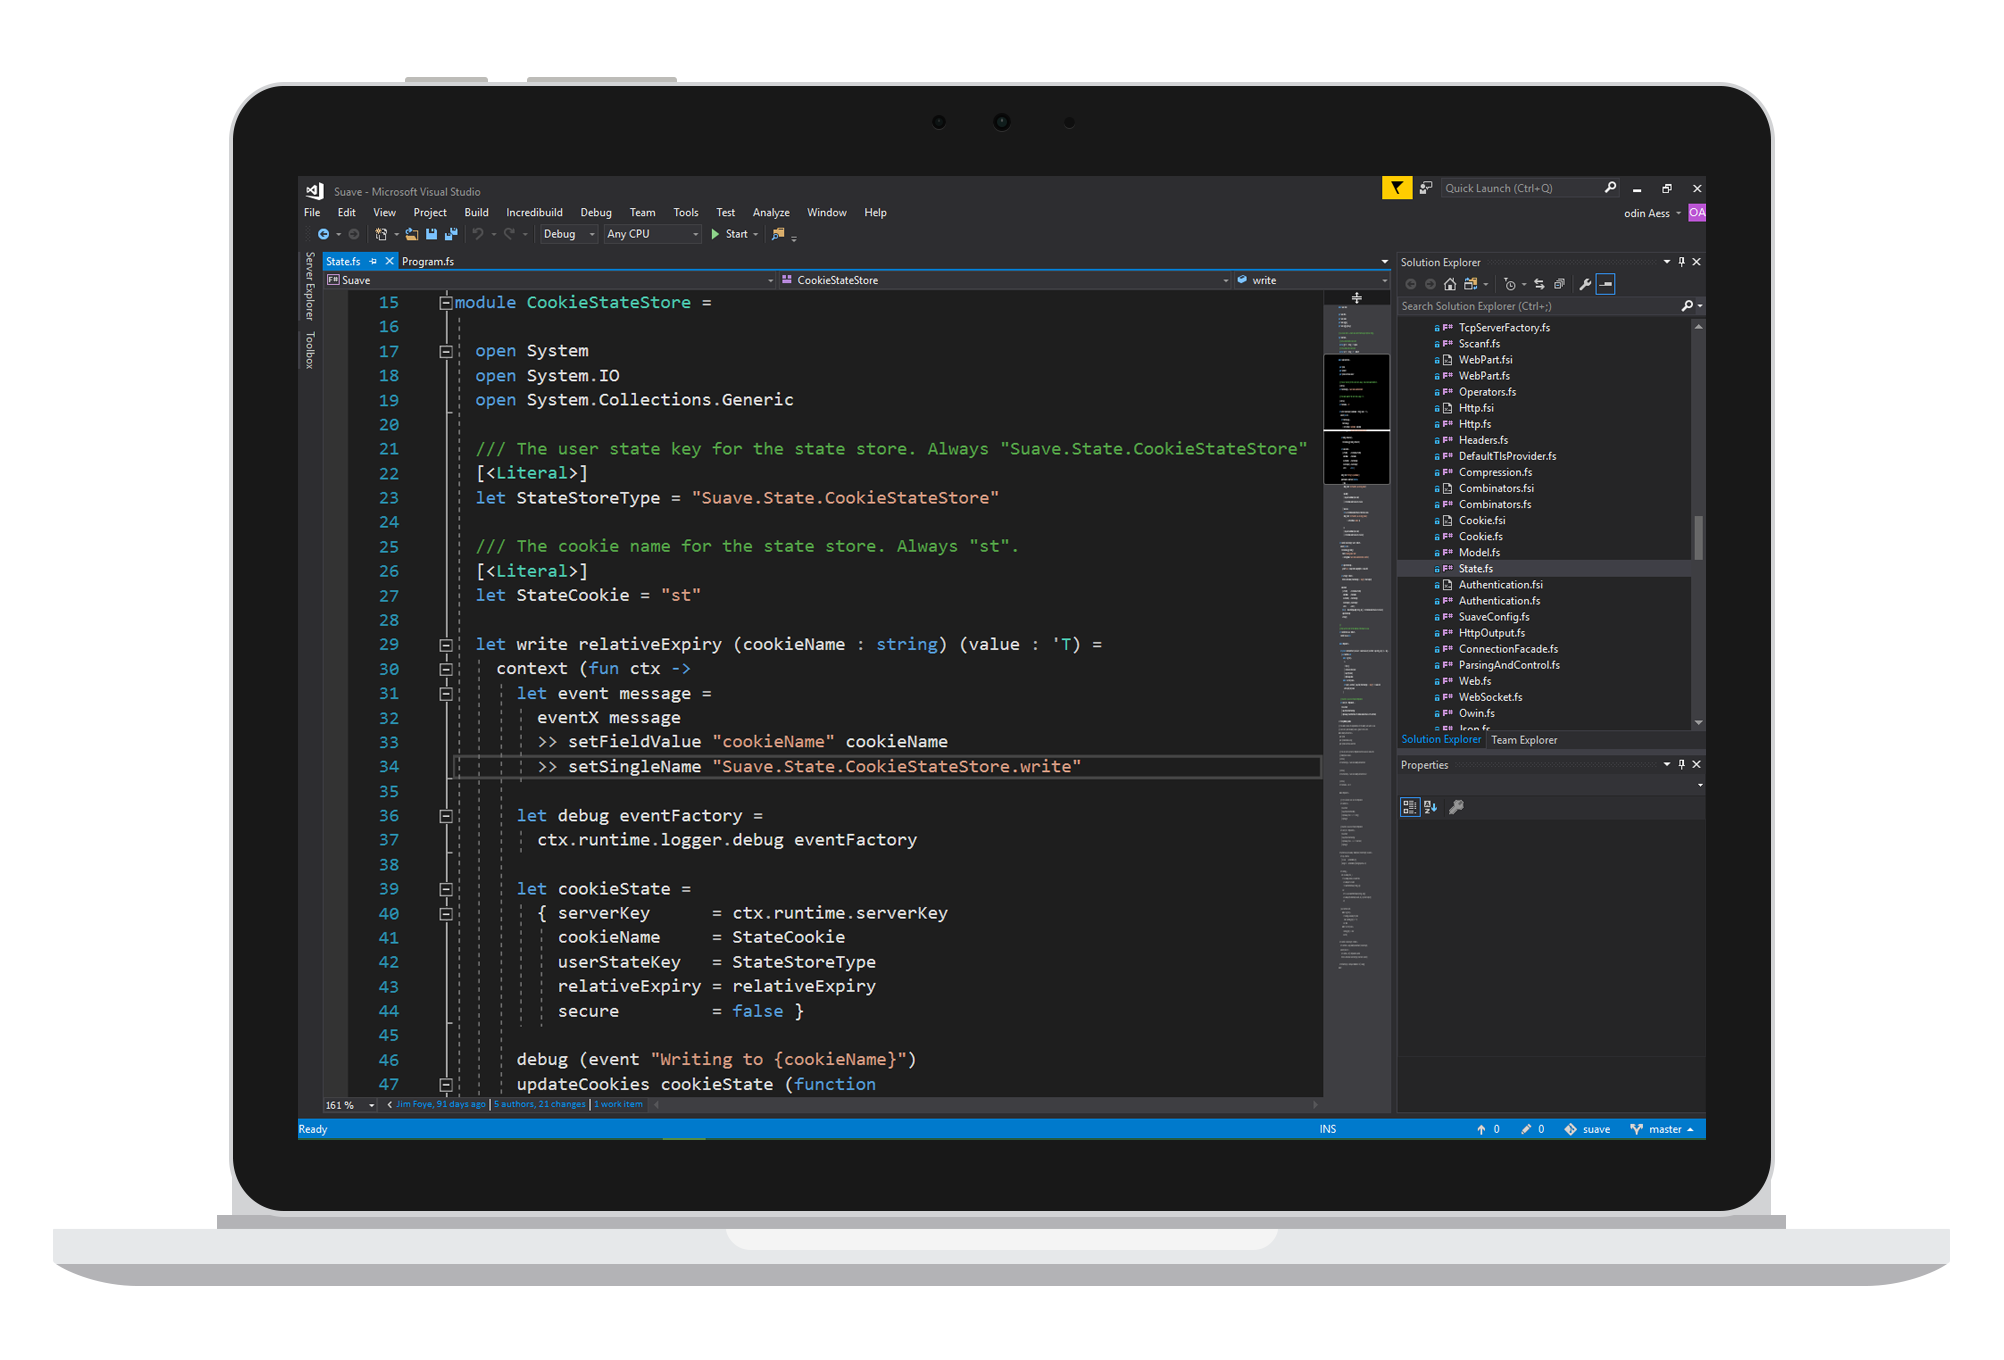 Suave - Microsoft Visual Studio
Quick Launch (Ctrl+Q)
File Edit View Project Build Incredibuild Debug Team Tools Test Analyze Window Help
odin Aess OA
Debug Any CPU Start
Server Explorer
Toolbox
State.fs Program.fs
F# Suave CookieStateStore write
15 module CookieStateStore =
16
17 open System
18 open System.IO
19 open System.Collections.Generic
20
21 /// The user state key for the state store. Always "Suave.State.CookieStateStore"
22 [<Literal>]
23 let StateStoreType = "Suave.State.CookieStateStore"
24
25 /// The cookie name for the state store. Always "st".
26 [<Literal>]
27 let StateCookie = "st"
28
29 let write relativeExpiry (cookieName : string) (value : 'T) =
30 context (fun ctx ->
31 let event message =
32 eventX message
33 >> setFieldValue "cookieName" cookieName
34 >> setSingleName "Suave.State.CookieStateStore.write"
35
36 let debug eventFactory =
37 ctx.runtime.logger.debug eventFactory
38
39 let cookieState =
40 { serverKey = ctx.runtime.serverKey
41 cookieName = StateCookie
42 userStateKey = StateStoreType
43 relativeExpiry = relativeExpiry
44 secure = false }
45
46 debug (event "Writing to {cookieName}")
47 updateCookies cookieState (function
161 % Jim Foye, 91 days ago | 5 authors, 21 changes | 1 work item
Solution Explorer
Search Solution Explorer (Ctrl+;)
F# TcpServerFactory.fs
F# Sscanf.fs
WebPart.fsi
F# WebPart.fs
F# Operators.fs
Http.fsi
F# Http.fs
F# Headers.fs
F# DefaultTlsProvider.fs
F# Compression.fs
Combinators.fsi
F# Combinators.fs
Cookie.fsi
F# Cookie.fs
F# Model.fs
F# State.fs
Authentication.fsi
F# Authentication.fs
F# SuaveConfig.fs
F# HttpOutput.fs
F# ConnectionFacade.fs
F# ParsingAndControl.fs
F# Web.fs
F# WebSocket.fs
F# Owin.fs
F# Json.fs
Solution Explorer Team Explorer
Properties
Ready INS 0 0 suave master